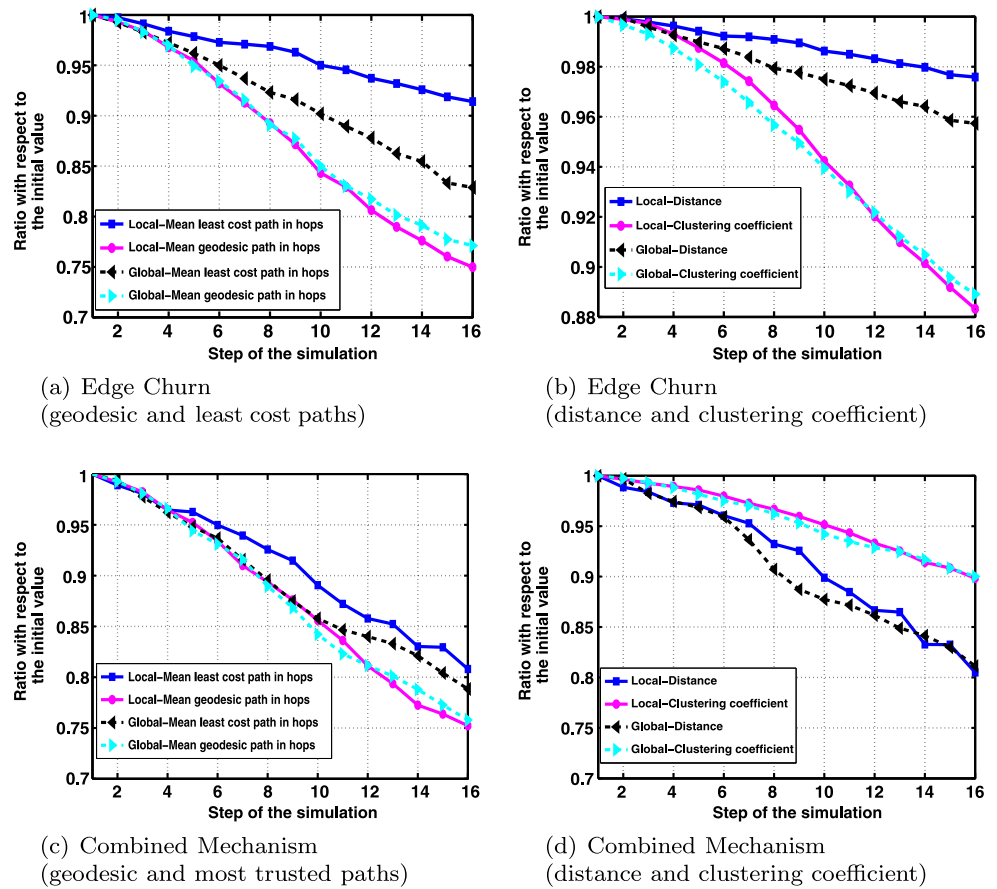 1
0.95
0.9
0.85
0.8
0.75
0.7
2 4 6 8 10 12 14 16
Ratio with respect to
the initial value
Step of the simulation
Local-Mean least cost path in hops
Local-Mean geodesic path in hops
Global-Mean least cost path in hops
Global-Mean geodesic path in hops
(a) Edge Churn
(geodesic and least cost paths)
1
0.98
0.96
0.94
0.92
0.9
0.88
2 4 6 8 10 12 14 16
Ratio with respect to
the initial value
Step of the simulation
Local-Distance
Local-Clustering coefficient
Global-Distance
Global-Clustering coefficient
(b) Edge Churn
(distance and clustering coefficient)
1
0.95
0.9
0.85
0.8
0.75
0.7
2 4 6 8 10 12 14 16
Ratio with respect to
the initial value
Step of the simulation
Local-Mean least cost path in hops
Local-Mean geodesic path in hops
Global-Mean least cost path in hops
Global-Mean geodesic path in hops
(c) Combined Mechanism
(geodesic and most trusted paths)
1
0.95
0.9
0.85
0.8
0.75
0.7
2 4 6 8 10 12 14 16
Ratio with respect to
the initial value
Step of the simulation
Local-Distance
Local-Clustering coefficient
Global-Distance
Global-Clustering coefficient
(d) Combined Mechanism
(distance and clustering coefficient)